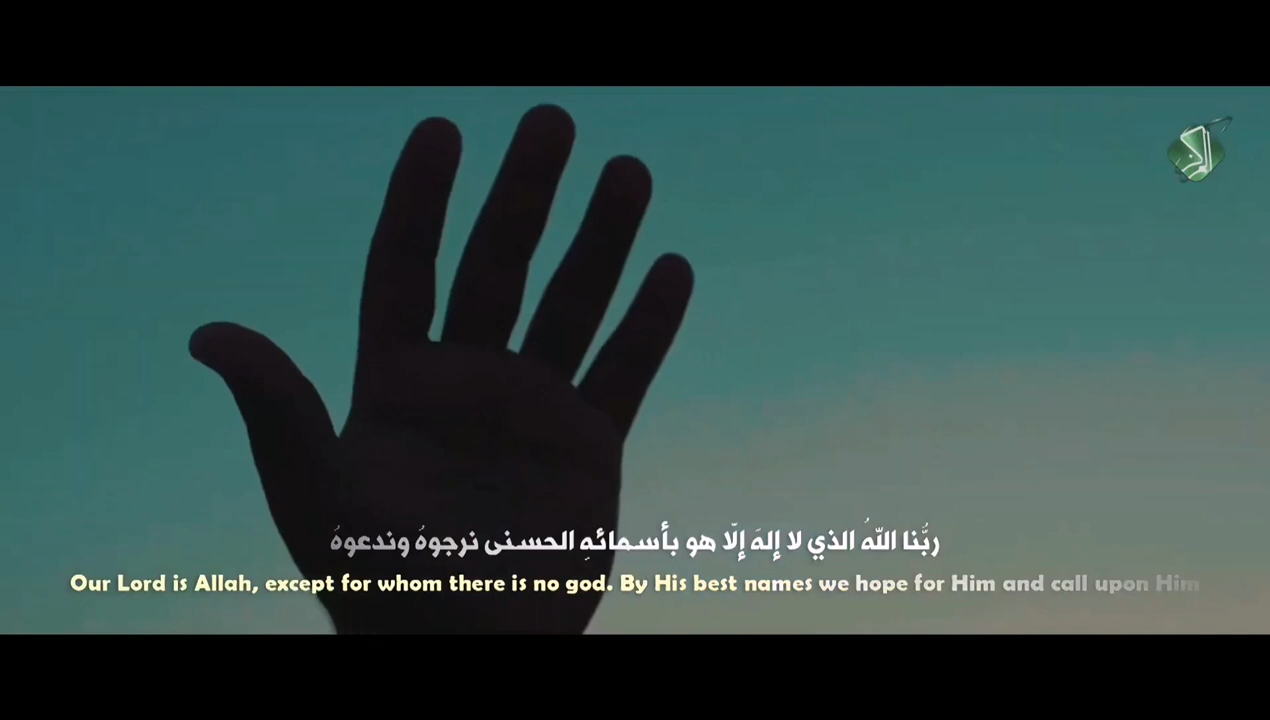 ربُّنا اللّهُ الذي لا إلهَ إلّا هو بأسمائهِ الحسنى نرجوهُ وندعوهُ
Our Lord is Allah, except for whom there is no god. By His best names we hope for Him and call upon Him